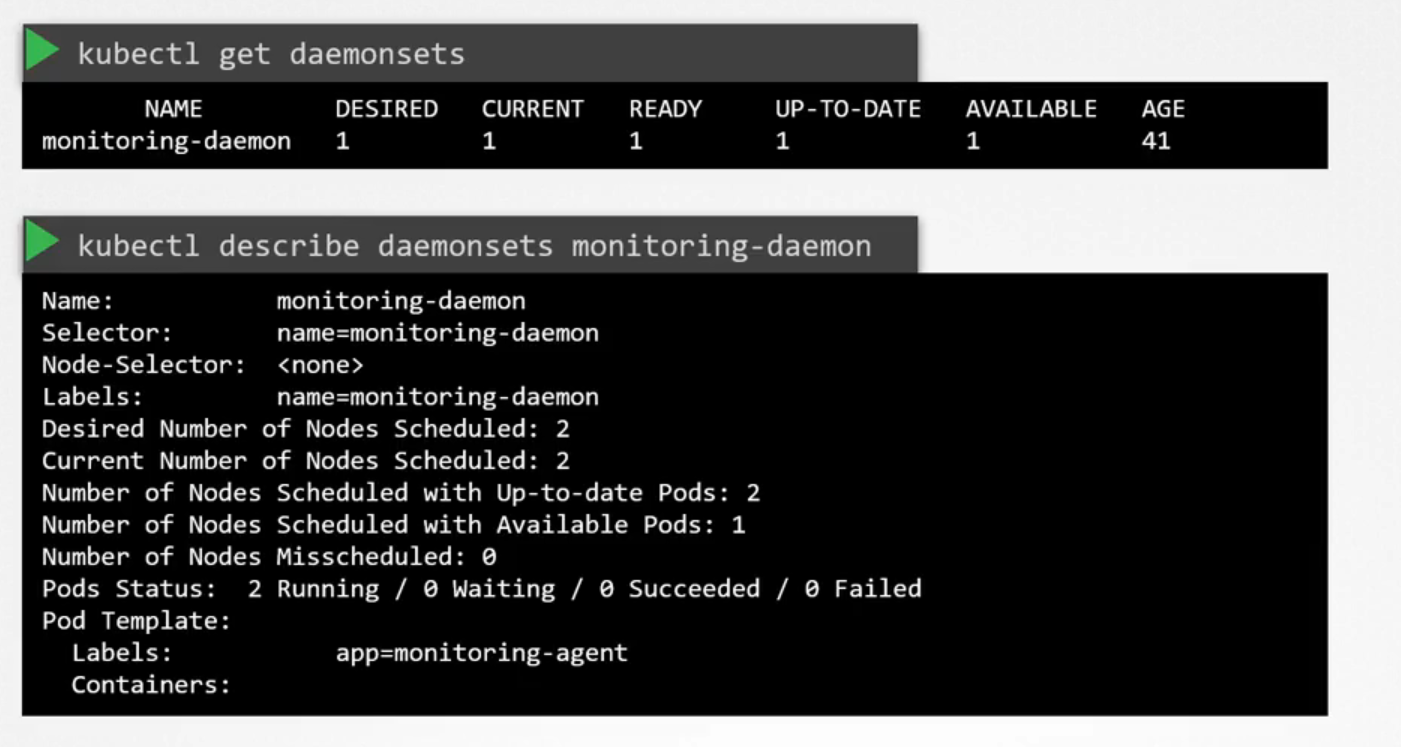 kubectl get daemonsets
NAME DESIRED CURRENT READY UP-TO-DATE AVAILABLE AGE
monitoring-daemon 1 1 1 1 1 41
kubectl describe daemonsets monitoring-daemon
Name: monitoring-daemon
Selector: name=monitoring-daemon
Node-Selector: <none>
Labels: name=monitoring-daemon
Desired Number of Nodes Scheduled: 2
Current Number of Nodes Scheduled: 2
Number of Nodes Scheduled with Up-to-date Pods: 2
Number of Nodes Scheduled with Available Pods: 1
Number of Nodes Misscheduled: 0
Pods Status: 2 Running / 0 Waiting / 0 Succeeded / 0 Failed
Pod Template:
Labels: app=monitoring-agent
Containers: